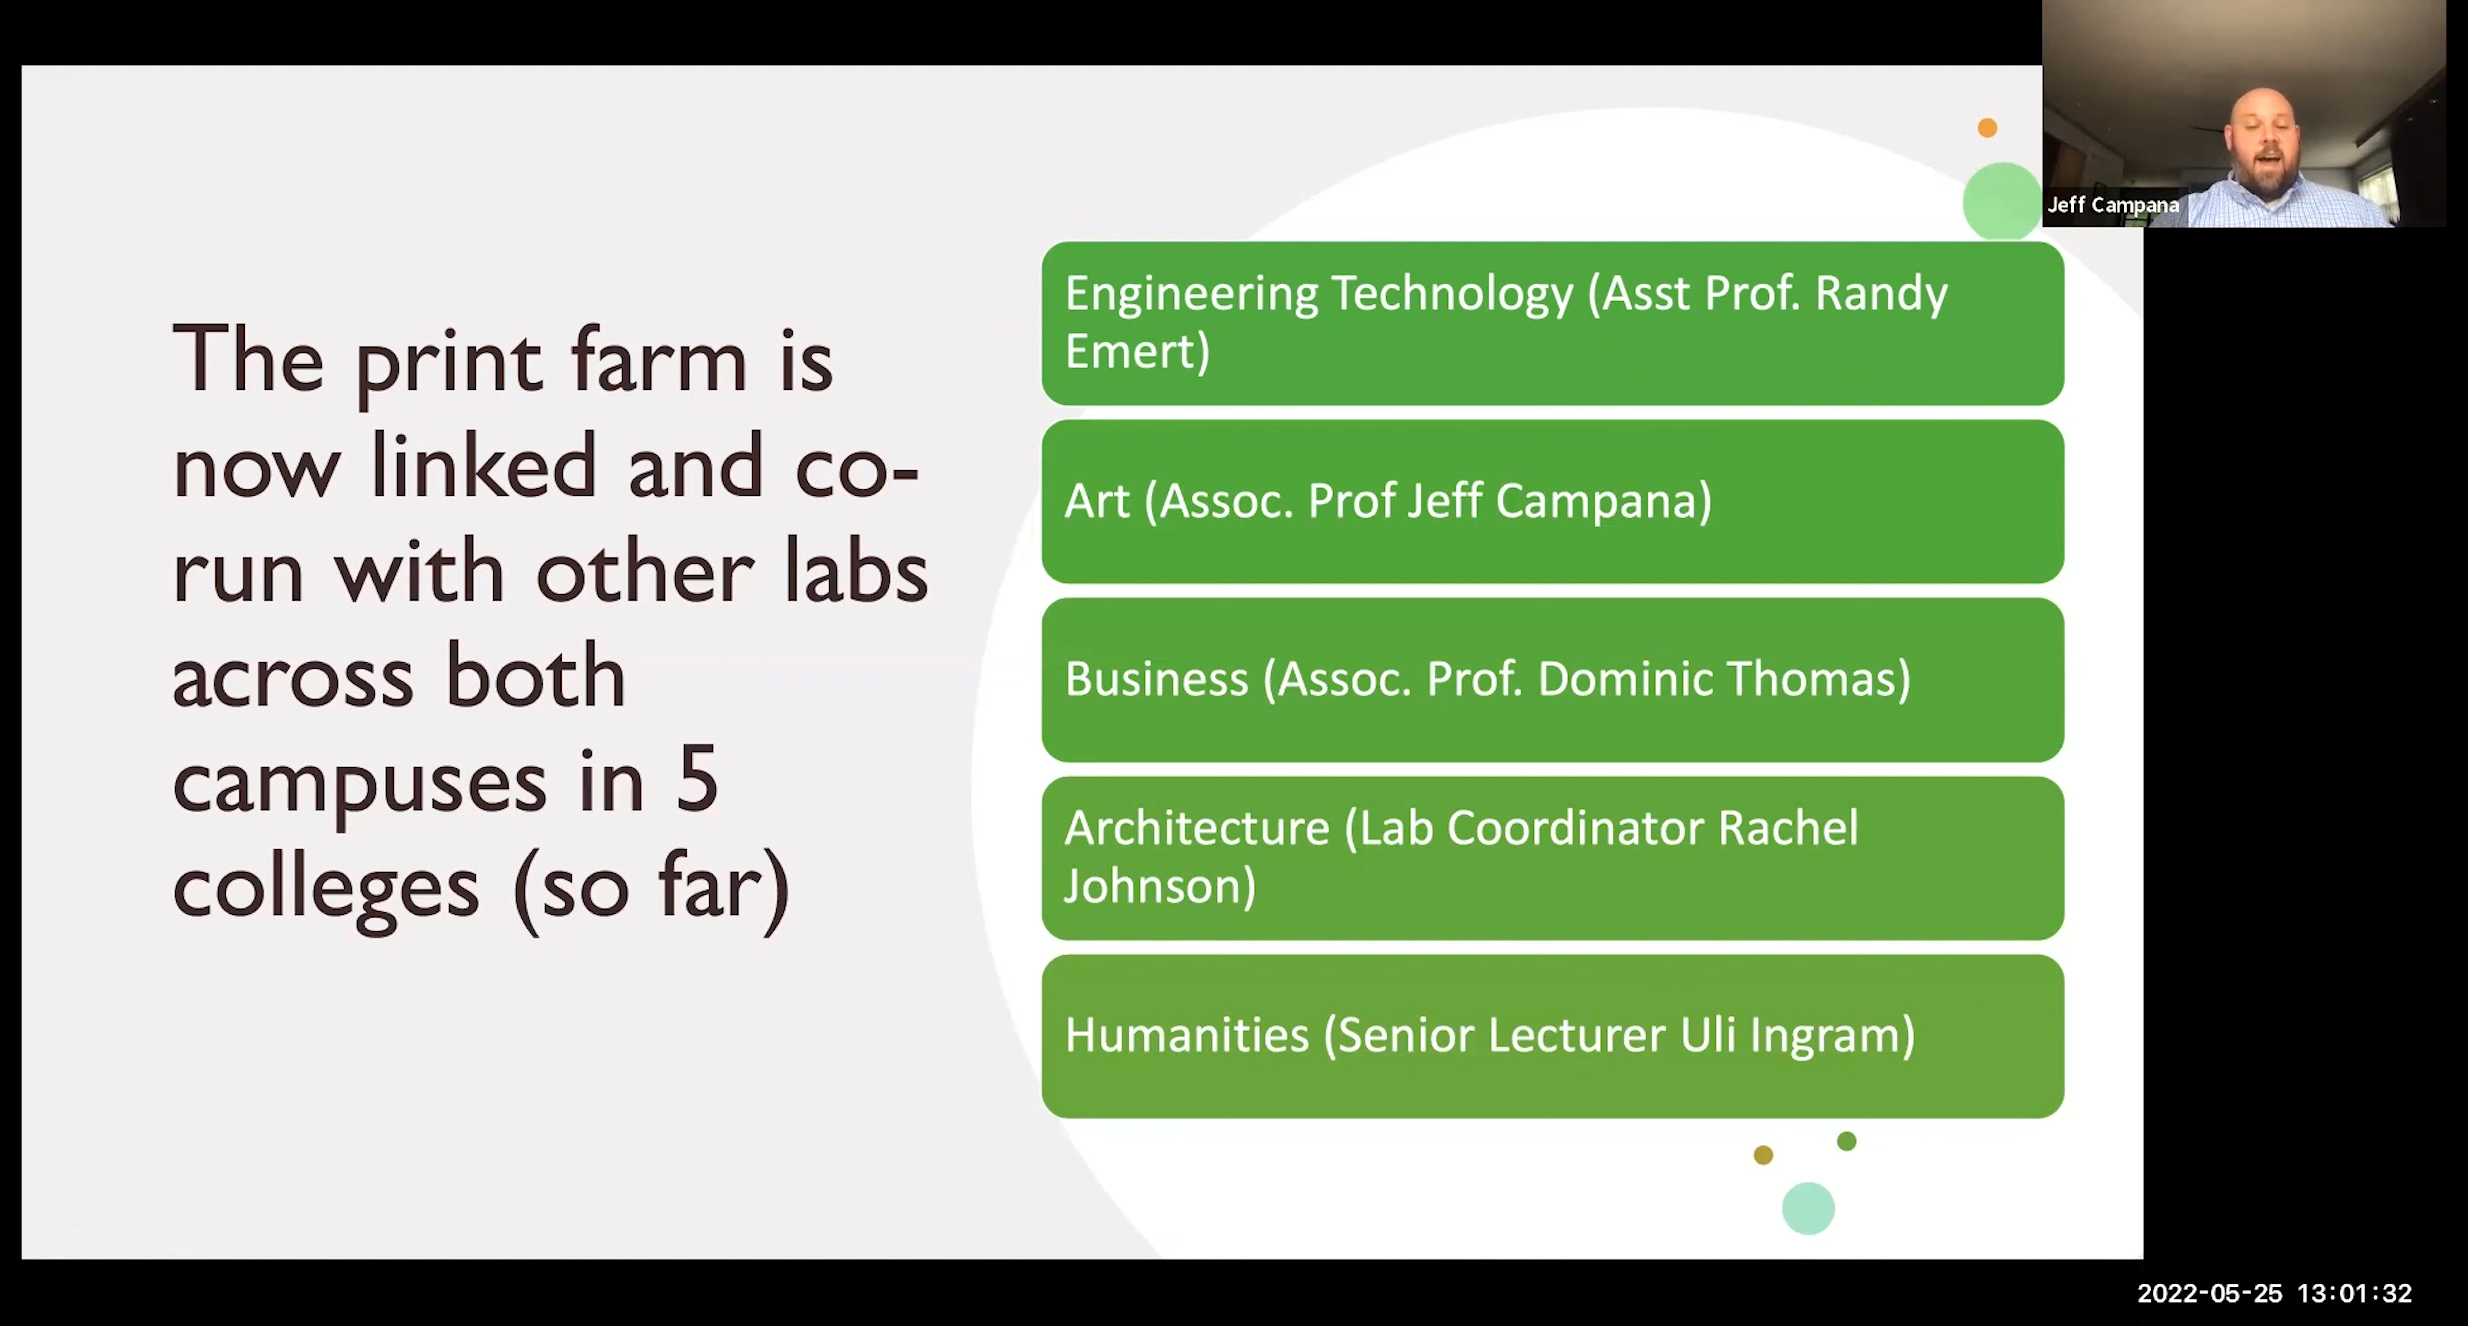 The print farm is
now linked and co-
run with other labs
across both
campuses in 5
colleges (so far)
Engineering Technology (Asst Prof. Randy
Emert)
Art (Assoc. Prof Jeff Campana)
Business (Assoc. Prof. Dominic Thomas)
Architecture (Lab Coordinator Rachel
Johnson)
Humanities (Senior Lecturer Uli Ingram)
Jeff Campana
2022-05-25 13:01:32